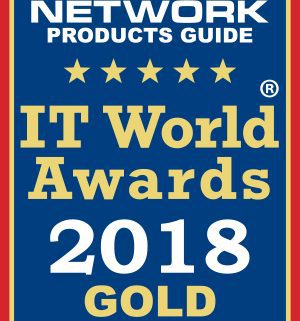 NETWORK
PRODUCTS GUIDE
®
IT World
Awards
2018
GOLD